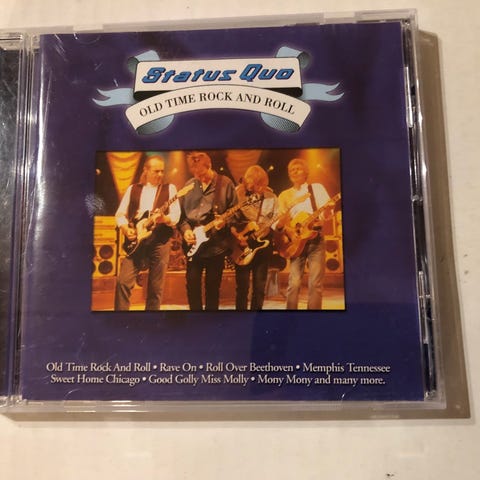 Status Quo
OLD TIME ROCK AND ROLL
Old Time Rock And Roll • Rave On • Roll Over Beethoven • Memphis Tennessee
Sweet Home Chicago • Good Golly Miss Molly • Mony Mony and many more.